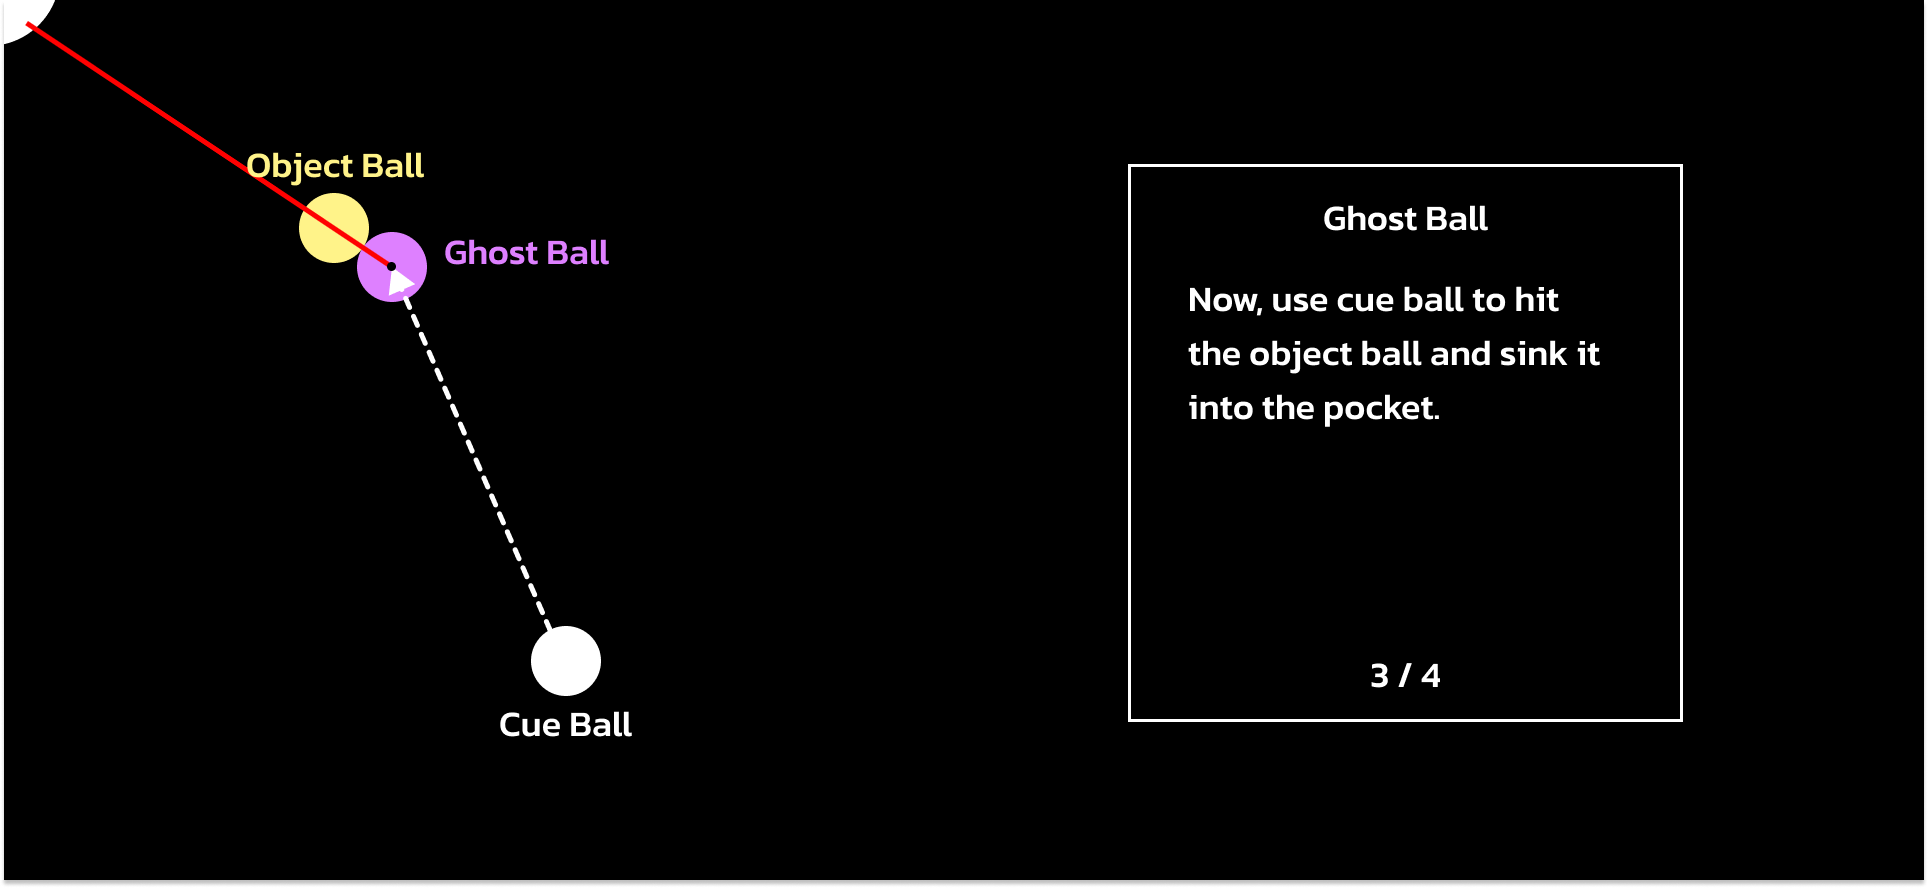 Object Ball
Ghost Ball
Cue Ball
Ghost Ball
Now, use cue ball to hit
the object ball and sink it
into the pocket.
3 / 4